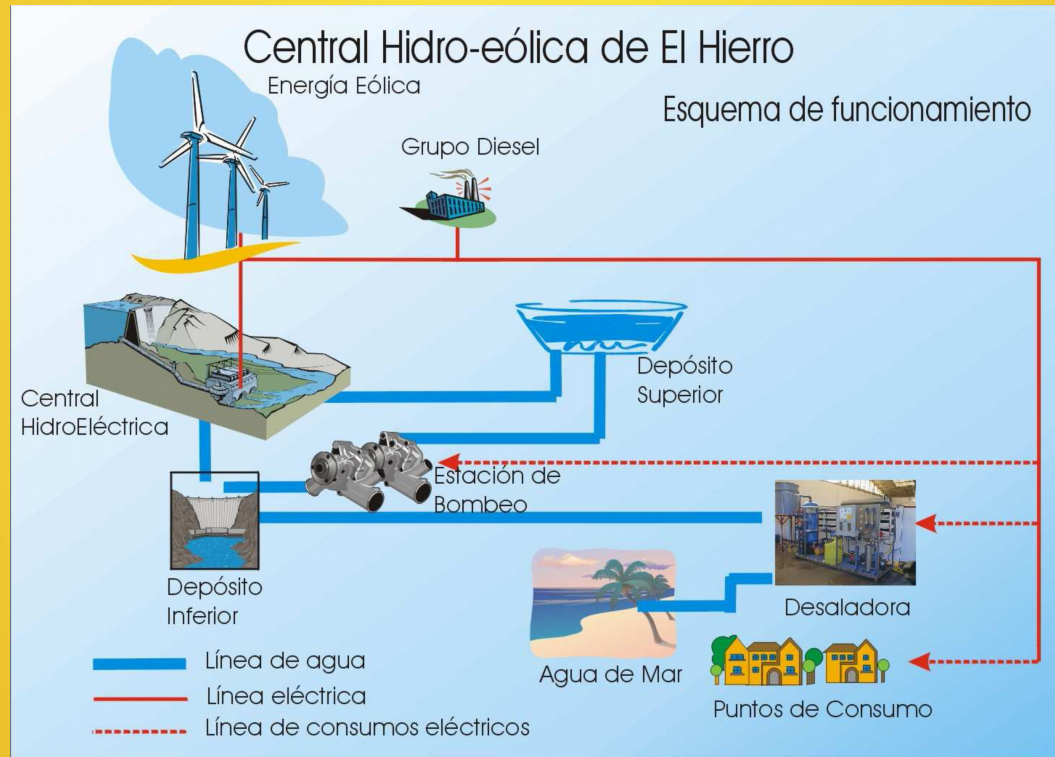 Central Hidro-eólica de El Hierro
Energía Eólica
Esquema de funcionamiento
Grupo Diesel
Depósito
Superior
Central
HidroEléctrica
Estación de
Bombeo
Depósito
Inferior
Desaladora
Agua de Mar
Puntos de Consumo
Línea de agua
Línea eléctrica
Línea de consumos eléctricos